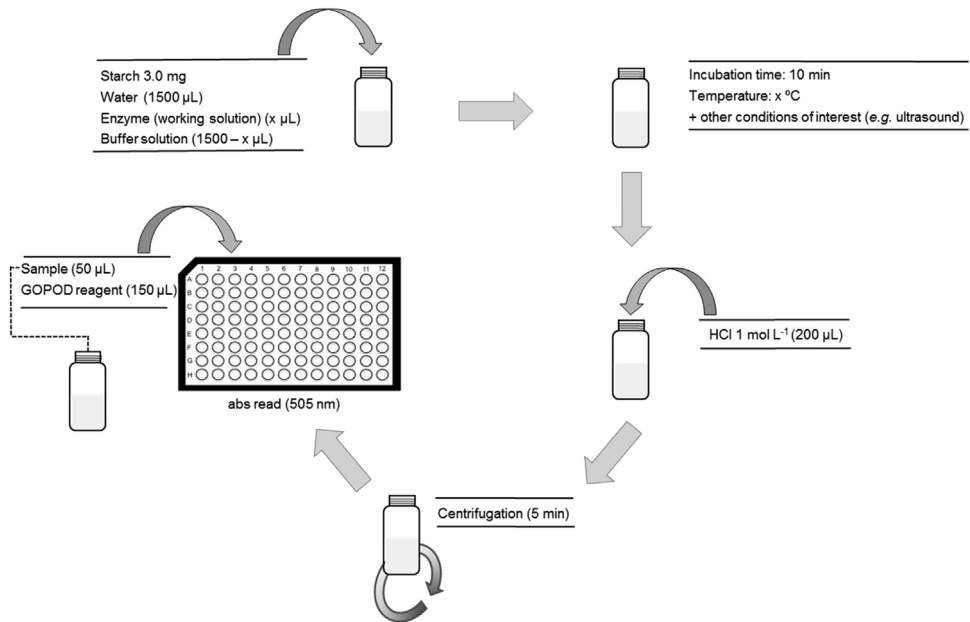 Starch 3.0 mg
Water (1500 µL)
Enzyme (working solution) (x µL)
Buffer solution (1500 – x µL)
Incubation time: 10 min
Temperature: x ºC
+ other conditions of interest (e.g. ultrasound)
HCl 1 mol L⁻¹ (200 µL)
Centrifugation (5 min)
Sample (50 µL)
GOPOD reagent (150 µL)
1 2 3 4 5 6 7 8 9 10 11 12
A
B
C
D
E
F
G
H
abs read (505 nm)